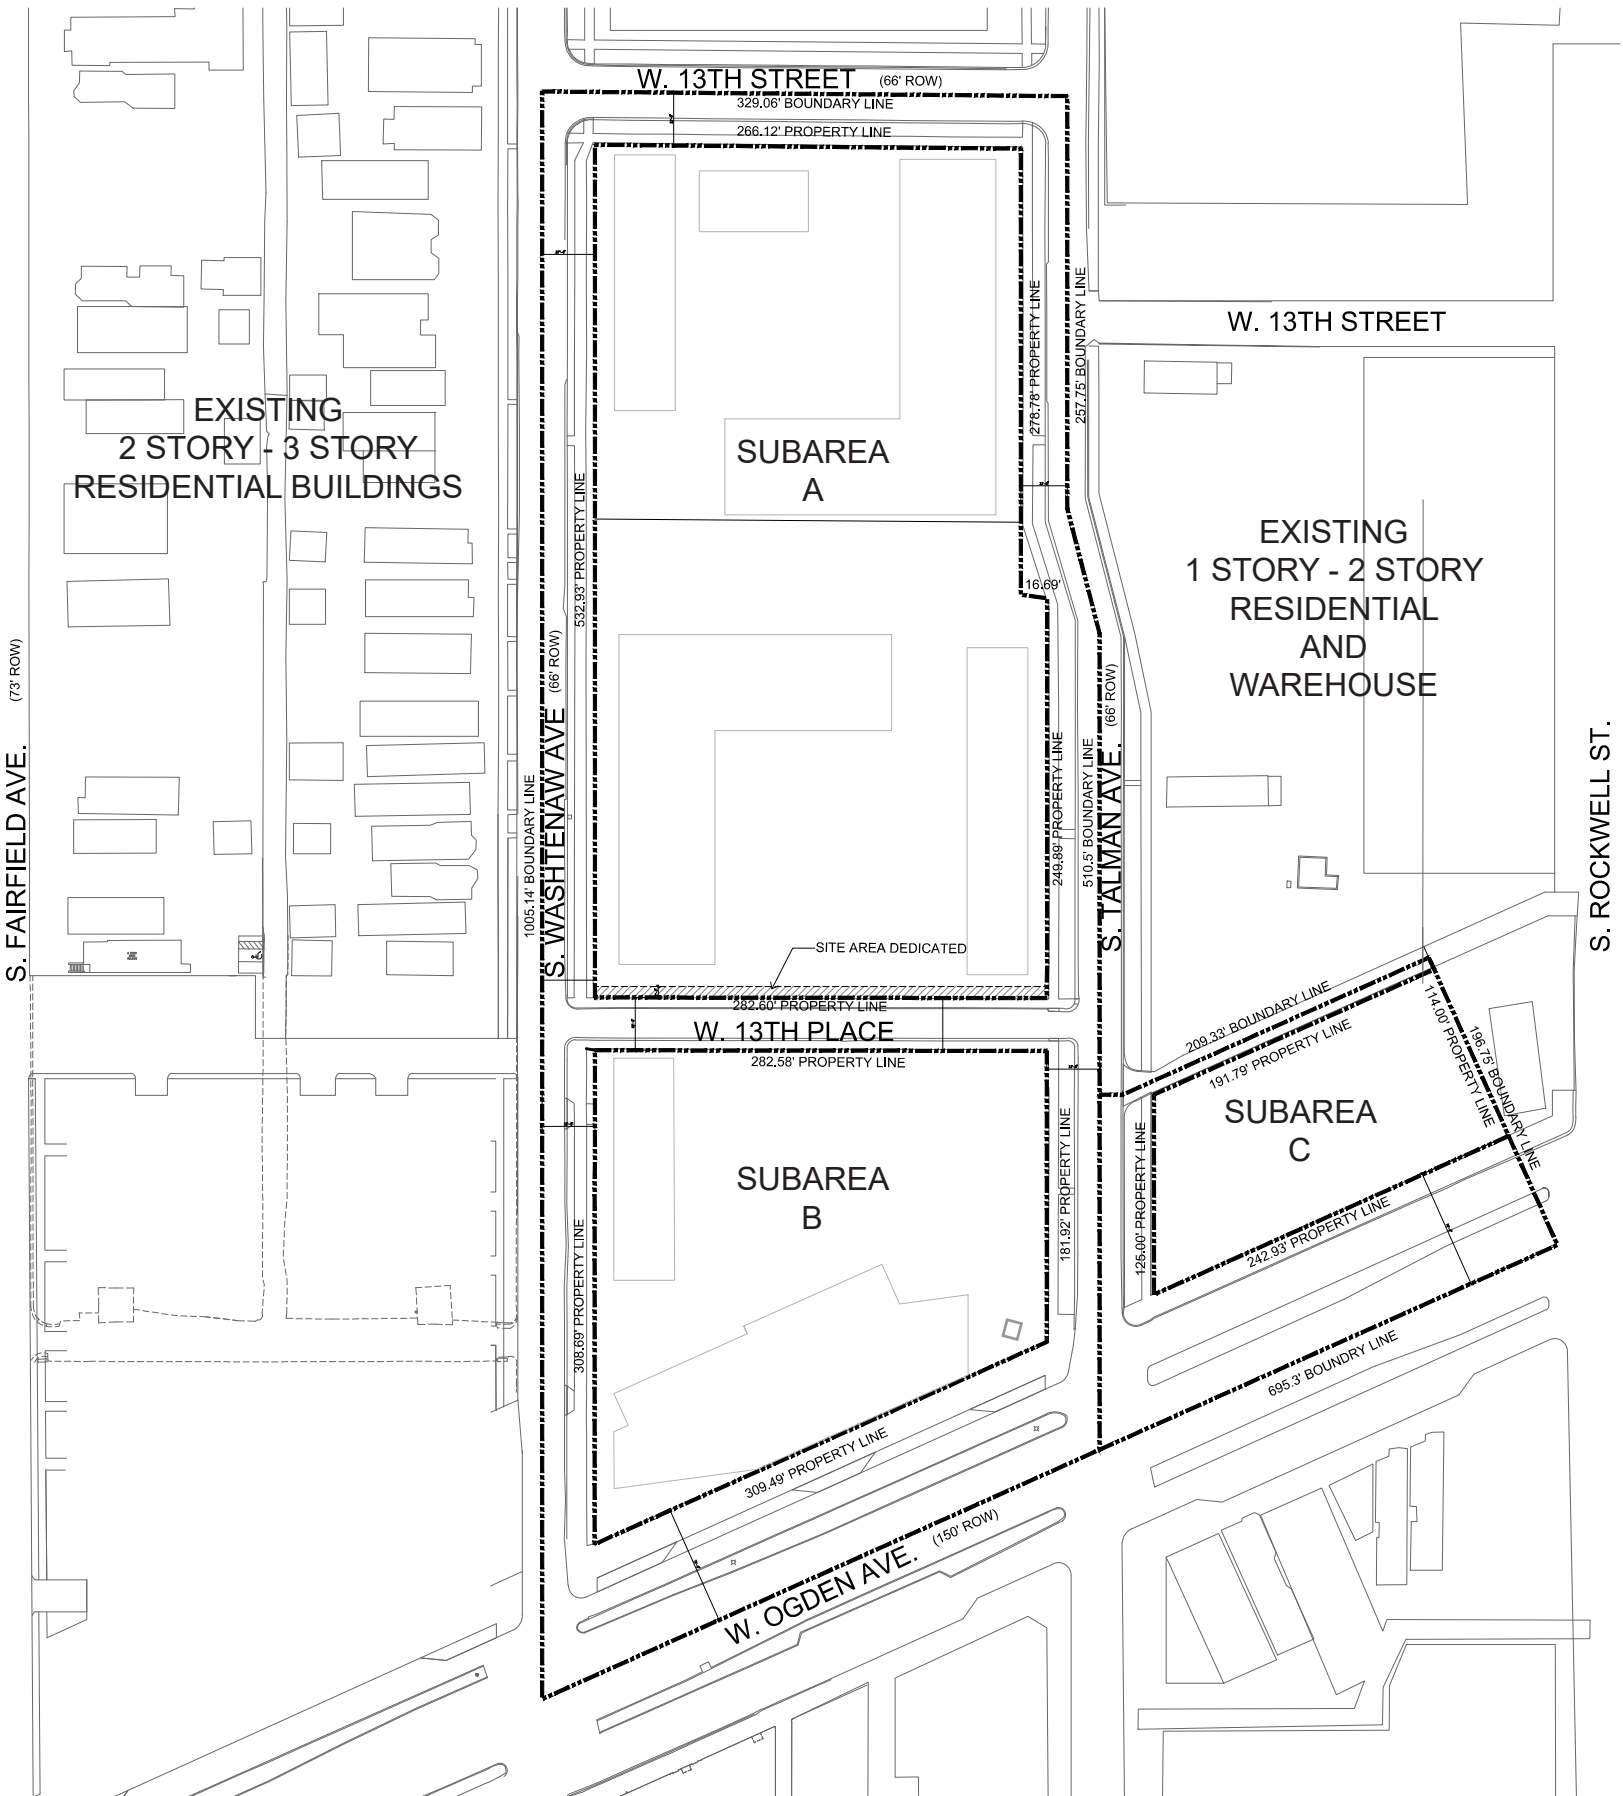 W. 13TH STREET (66' ROW)
329.06' BOUNDARY LINE
266.12' PROPERTY LINE
278.78' PROPERTY LINE
257.75' BOUNDARY LINE
W. 13TH STREET
EXISTING
2 STORY - 3 STORY
RESIDENTIAL BUILDINGS
SUBAREA
A
532.93' PROPERTY LINE
16.69'
EXISTING
1 STORY - 2 STORY
RESIDENTIAL
AND
WAREHOUSE
S. FAIRFIELD AVE. (73' ROW)
1005.14' BOUNDARY LINE
S. WASHTENAW AVE (66' ROW)
249.89' PROPERTY LINE
510.5' BOUNDARY LINE
S. TALMAN AVE. (66' ROW)
S. ROCKWELL ST.
SITE AREA DEDICATED
282.60' PROPERTY LINE
W. 13TH PLACE
282.58' PROPERTY LINE
209.33' BOUNDARY LINE
191.79' PROPERTY LINE
114.00' PROPERTY LINE
196.75' BOUNDARY LINE
SUBAREA
C
SUBAREA
B
308.69' PROPERTY LINE
181.92' PROPERTY LINE
125.00' PROPERTY LINE
242.93' PROPERTY LINE
695.3' BOUNDRY LINE
309.49' PROPERTY LINE
W. OGDEN AVE. (150' ROW)